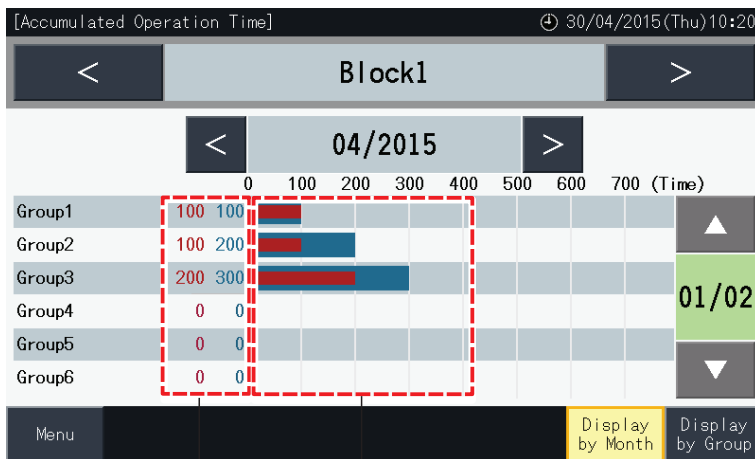 [Accumulated Operation Time] 30/04/2015(Thu)10:20
< Block1 >
< 04/2015 >
0 100 200 300 400 500 600 700 (Time)
Group1 100 100
Group2 100 200
Group3 200 300
Group4 0 0
Group5 0 0
Group6 0 0
01/02
Menu
Display by Month
Display by Group